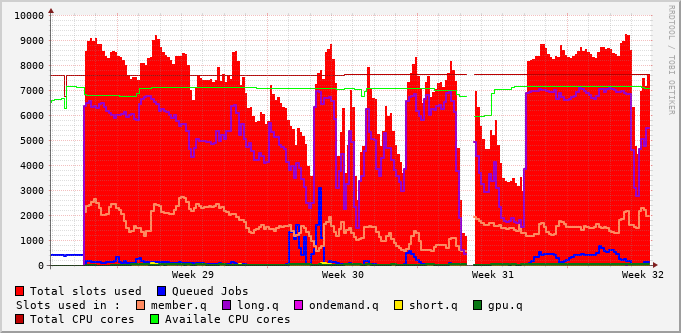 10000
9000
8000
7000
6000
5000
4000
3000
2000
1000
0
Week 29 Week 30 Week 31 Week 32
RRDTOOL / TOBI OETIKER
Total slots used Queued Jobs
Slots used in : member.q long.q ondemand.q short.q gpu.q
Total CPU cores Availale CPU cores